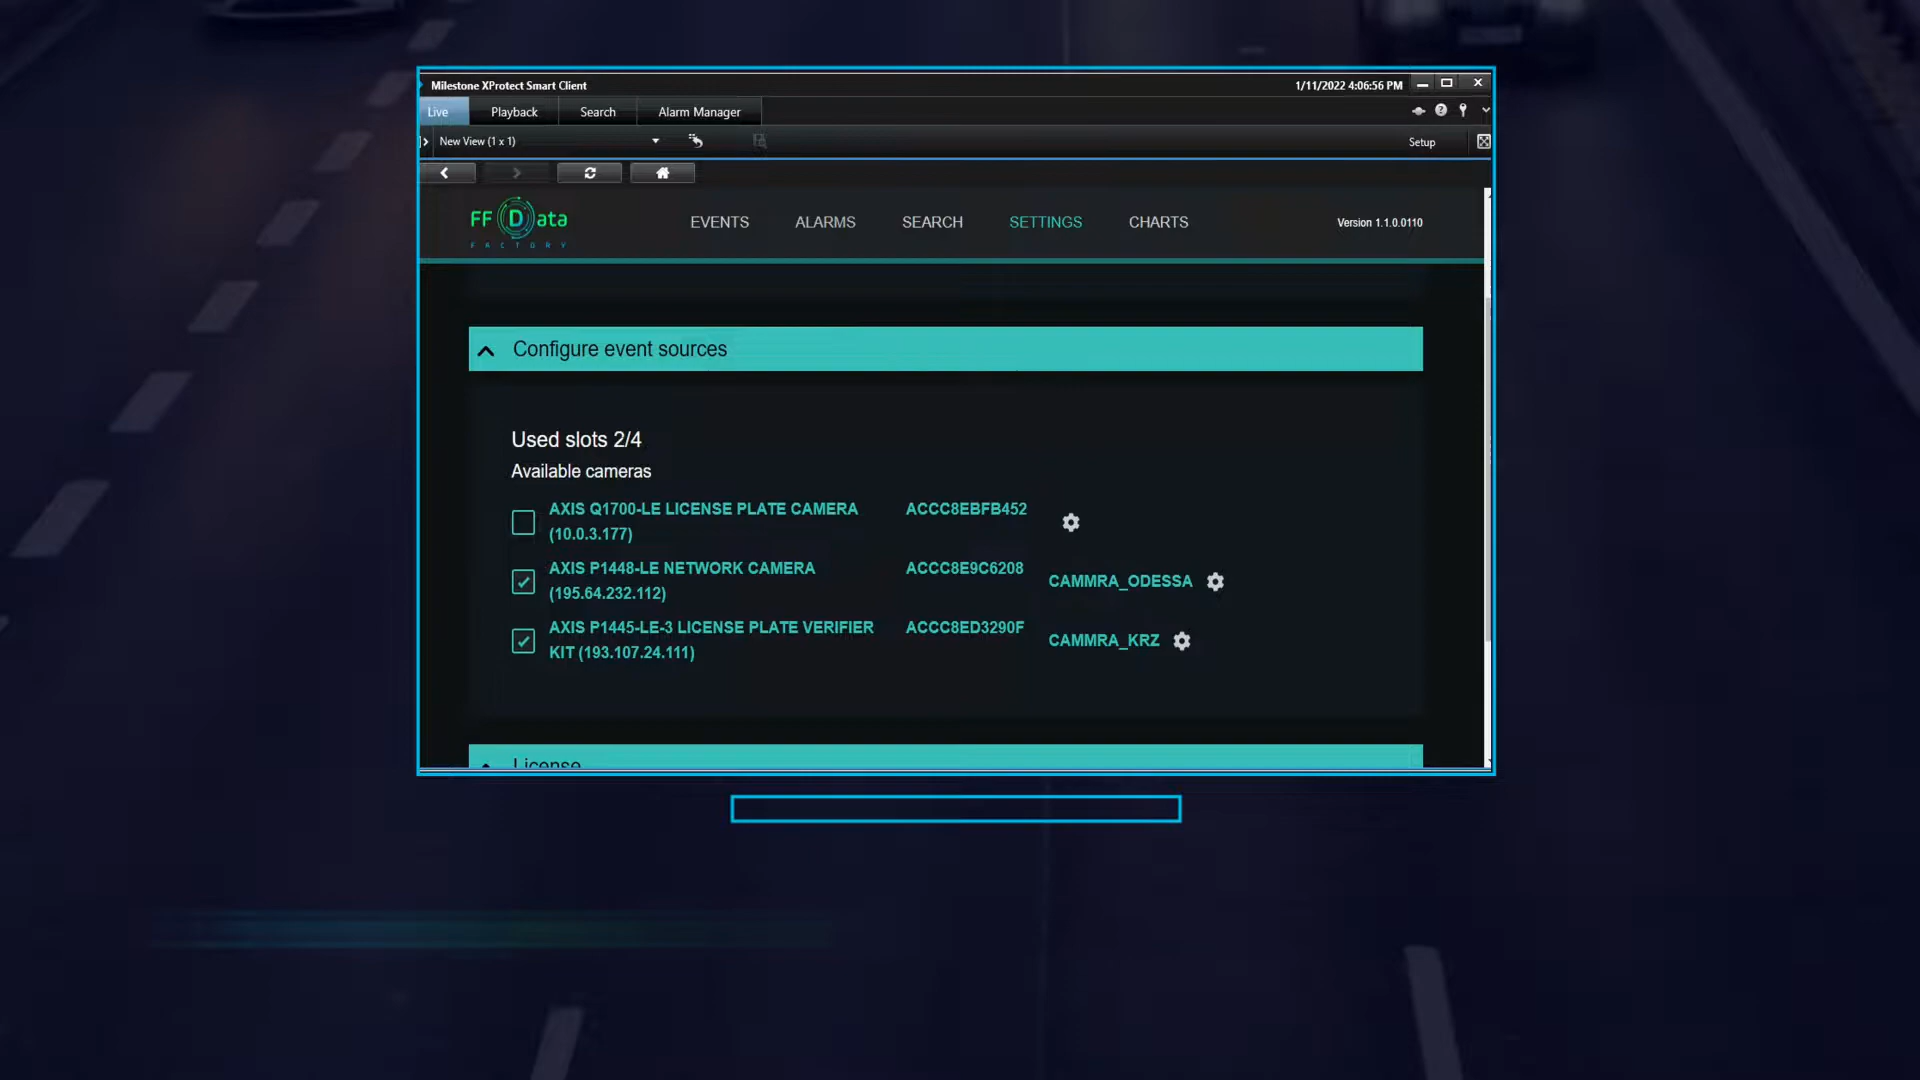 Milestone XProtect Smart Client
1/11/2022 4:06:56 PM
Live
Playback
Search
Alarm Manager
New View (1 x 1)
Setup
FF Data
FACTORY
EVENTS
ALARMS
SEARCH
SETTINGS
CHARTS
Version 1.1.0.0110
Configure event sources
Used slots 2/4
Available cameras
AXIS Q1700-LE LICENSE PLATE CAMERA
(10.0.3.177)
ACCC8EBFB452
AXIS P1448-LE NETWORK CAMERA
(195.64.232.112)
ACCC8E9C6208
CAMMRA_ODESSA
AXIS P1445-LE-3 LICENSE PLATE VERIFIER
KIT (193.107.24.111)
ACCC8ED3290F
CAMMRA_KRZ
License